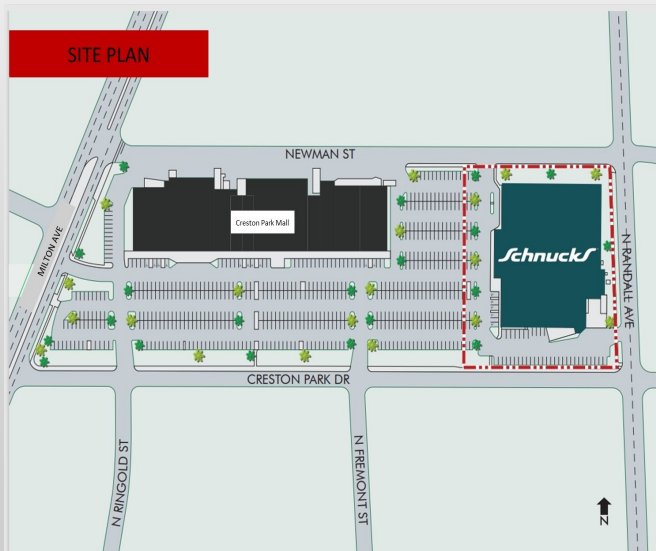 SITE PLAN
NEWMAN ST
Creston Park Mall
Schnucks
MILTON AVE
N RANDALL AVE
CRESTON PARK DR
N RINGOLD ST
N FREMONT ST
N